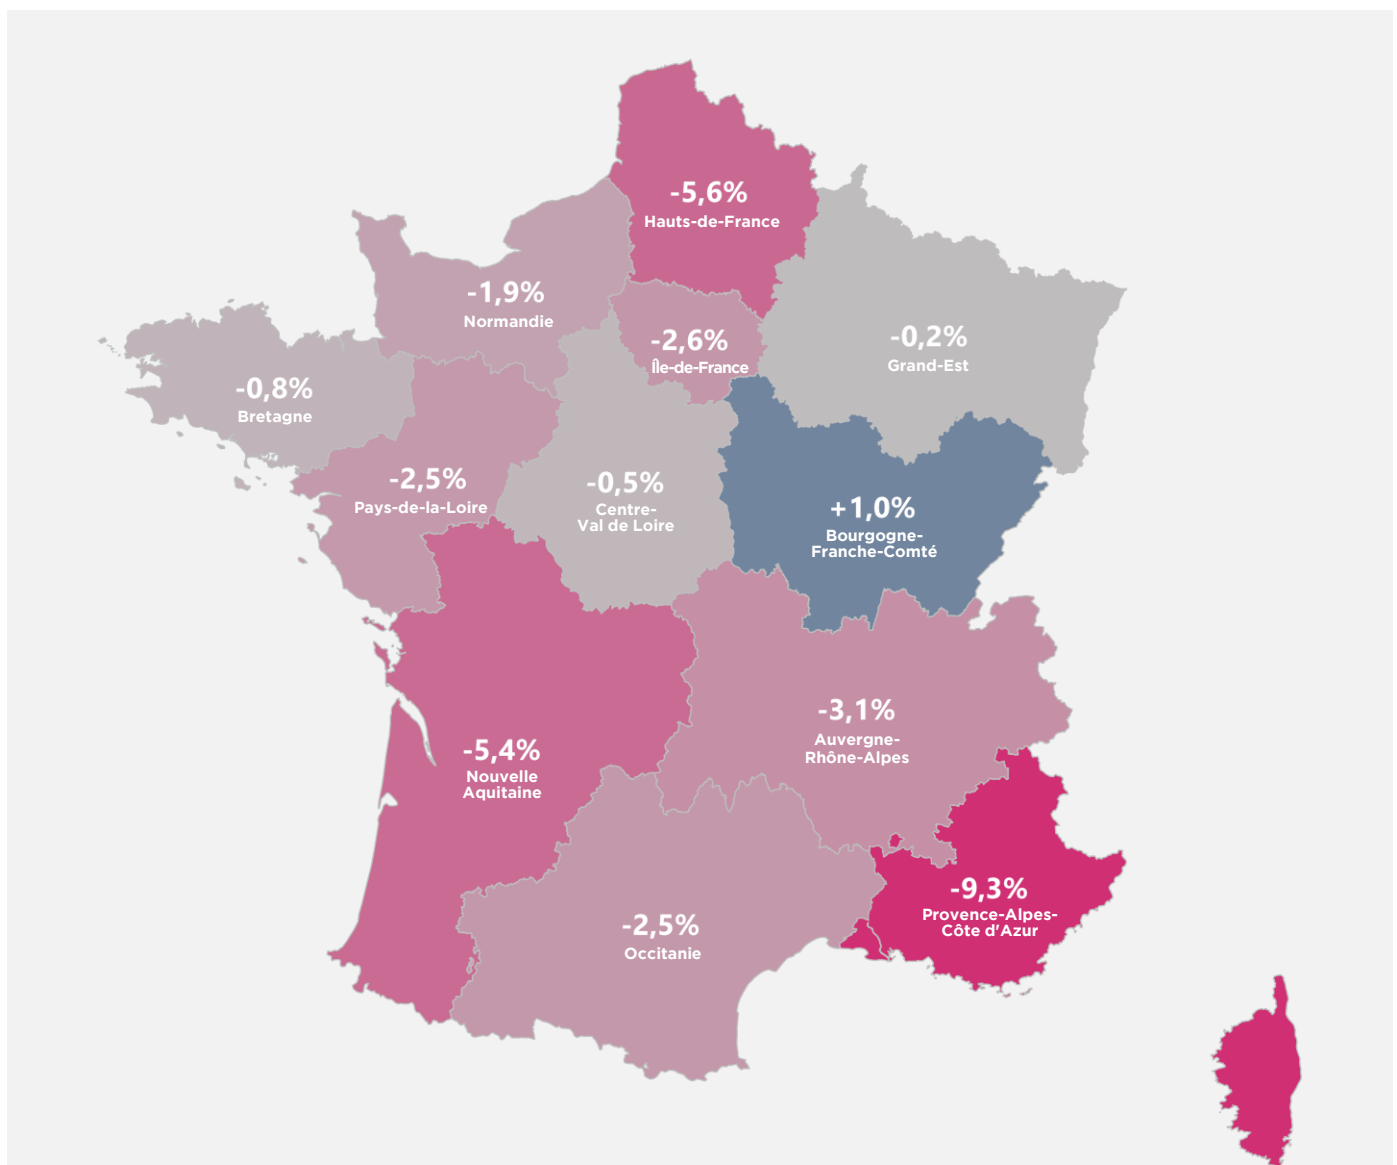 -5,6%
Hauts-de-France
-1,9%
Normandie
-2,6%
Île-de-France
-0,2%
Grand-Est
-0,8%
Bretagne
-2,5%
Pays-de-la-Loire
-0,5%
Centre-
Val de Loire
+1,0%
Bourgogne-
Franche-Comté
-3,1%
Auvergne-
Rhône-Alpes
-5,4%
Nouvelle
Aquitaine
-9,3%
Provence-Alpes-
Côte d'Azur
-2,5%
Occitanie